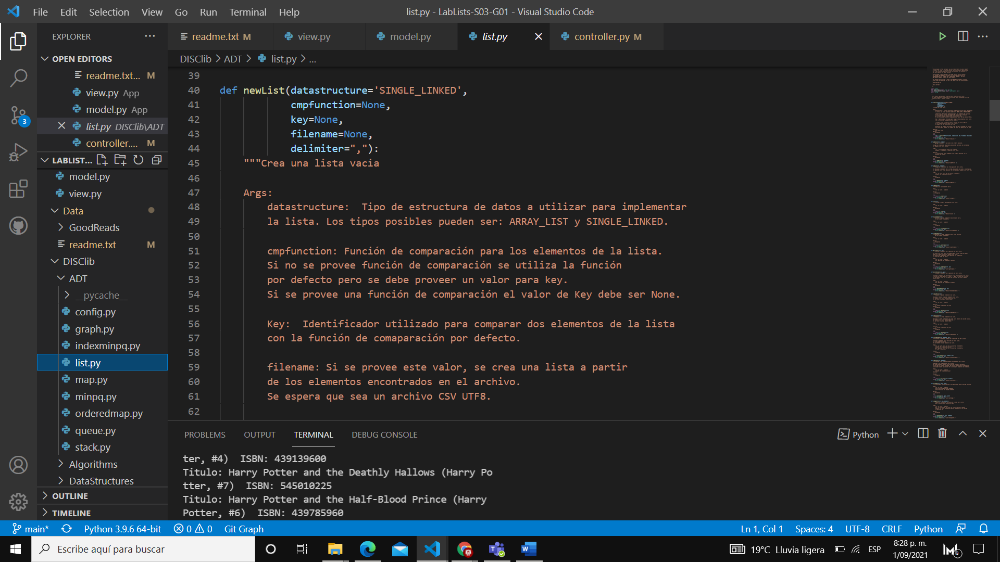 File Edit Selection View Go Run Terminal Help
list.py - LabLists-S03-G01 - Visual Studio Code
EXPLORER
readme.txt M
view.py
model.py
list.py
controller.py M
OPEN EDITORS
readme.txt... M
view.py App
model.py App
list.py DISClib\ADT
controller.... M
3
LABLIST...
model.py
view.py
Data
GoodReads
readme.txt M
DISClib
ADT
__pycache__
config.py
graph.py
indexminpq.py
list.py
map.py
minpq.py
orderedmap.py
queue.py
stack.py
Algorithms
DataStructures
OUTLINE
TIMELINE
DISClib > ADT > list.py > ...
39
40 def newList(datastructure='SINGLE_LINKED',
41 cmpfunction=None,
42 key=None,
43 filename=None,
44 delimiter=","):
45 """Crea una lista vacia
46
47 Args:
48 datastructure:  Tipo de estructura de datos a utilizar para implementar
49 la lista. Los tipos posibles pueden ser: ARRAY_LIST y SINGLE_LINKED.
50
51 cmpfunction: Función de comparación para los elementos de la lista.
52 Si no se provee función de comparación se utiliza la función
53 por defecto pero se debe proveer un valor para key.
54 Si se provee una función de comparación el valor de Key debe ser None.
55
56 Key:  Identificador utilizado para comparar dos elementos de la lista
57 con la función de comaparación por defecto.
58
59 filename: Si se provee este valor, se crea una lista a partir
60 de los elementos encontrados en el archivo.
61 Se espera que sea un archivo CSV UTF8.
62
PROBLEMS OUTPUT TERMINAL DEBUG CONSOLE
Python
ter, #4)  ISBN: 439139600
Titulo: Harry Potter and the Deathly Hallows (Harry Po
tter, #7)  ISBN: 545010225
Titulo: Harry Potter and the Half-Blood Prince (Harry
Potter, #6)  ISBN: 439785960
main* Python 3.9.6 64-bit 0 0 Git Graph
Ln 1, Col 1 Spaces: 4 UTF-8 CRLF Python
Escribe aquí para buscar
19°C Lluvia ligera
ESP
8:28 p. m.
1/09/2021